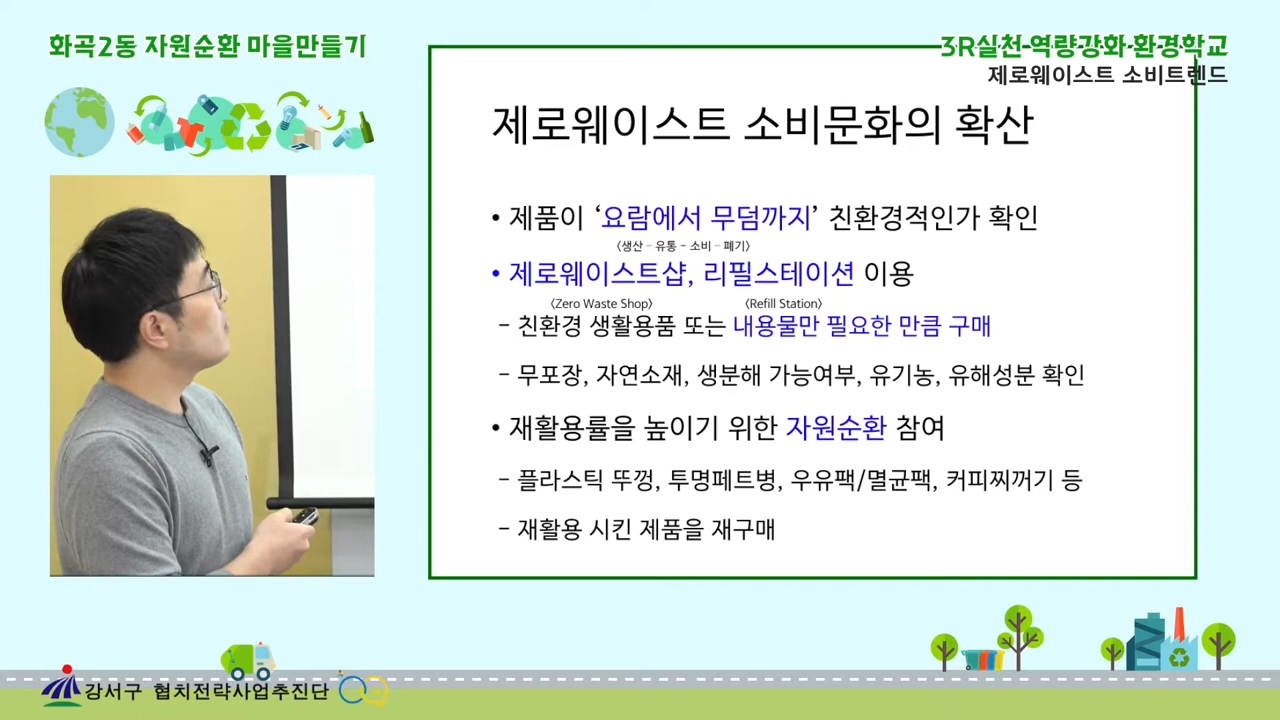 화곡2동 자원순환 마을만들기
3R실천 역량강화 환경학교
제로웨이스트 소비트렌드
제로웨이스트 소비문화의 확산
• 제품이 ‘요람에서 무덤까지’ 친환경적인가 확인
〈생산 – 유통 – 소비 – 폐기〉
• 제로웨이스트샵, 리필스테이션 이용
〈Zero Waste Shop〉 〈Refill Station〉
– 친환경 생활용품 또는 내용물만 필요한 만큼 구매
– 무포장, 자연소재, 생분해 가능여부, 유기농, 유해성분 확인
• 재활용률을 높이기 위한 자원순환 참여
– 플라스틱 뚜껑, 투명페트병, 우유팩/멸균팩, 커피찌꺼기 등
– 재활용 시킨 제품을 재구매
강서구 협치전략사업추진단